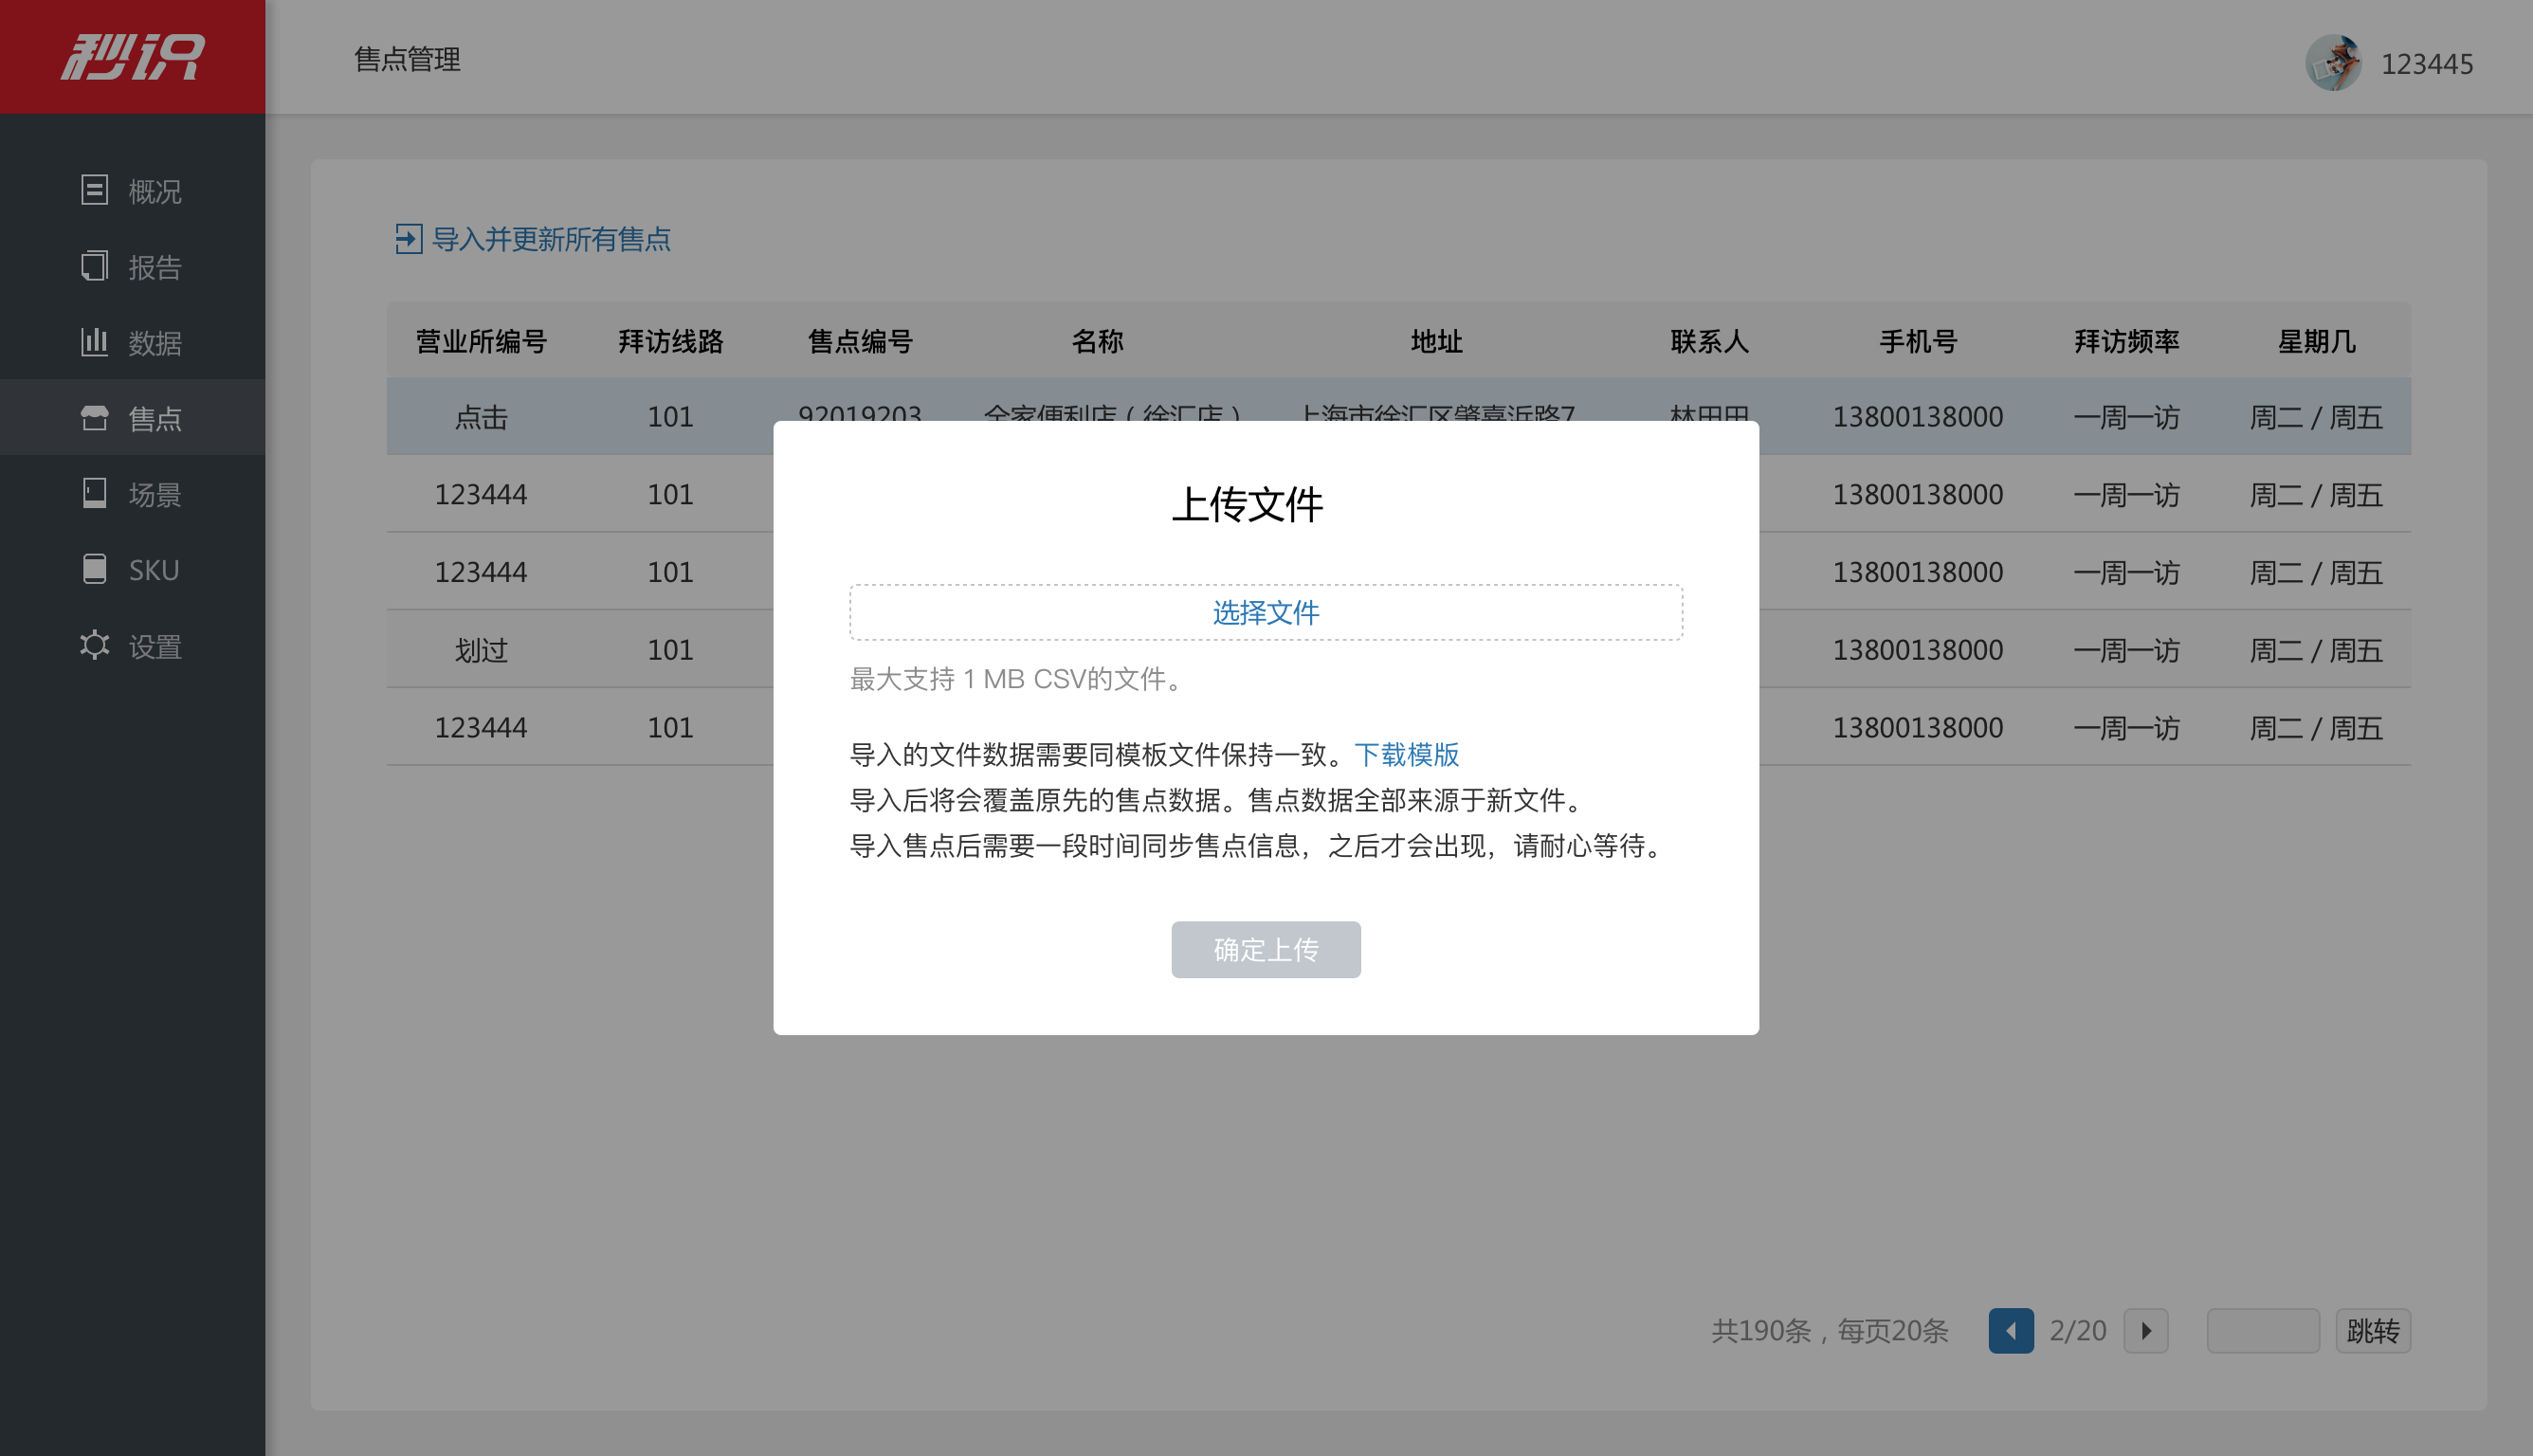 秒识
售点管理
123445
概况
报告
数据
售点
场景
SKU
设置
导入并更新所有售点
营业所编号 拜访线路 售点编号 名称 地址 联系人 手机号 拜访频率 星期几
点击 101 92019203 全家便利店（徐汇店） 上海市徐汇区肇嘉浜路7 林田田 13800138000 一周一访 周二 / 周五
123444 101 13800138000 一周一访 周二 / 周五
123444 101 13800138000 一周一访 周二 / 周五
划过 101 13800138000 一周一访 周二 / 周五
123444 101 13800138000 一周一访 周二 / 周五
上传文件
选择文件
最大支持 1 MB CSV的文件。
导入的文件数据需要同模板文件保持一致。下载模版
导入后将会覆盖原先的售点数据。售点数据全部来源于新文件。
导入售点后需要一段时间同步售点信息，之后才会出现，请耐心等待。
确定上传
共190条，每页20条 2/20 跳转